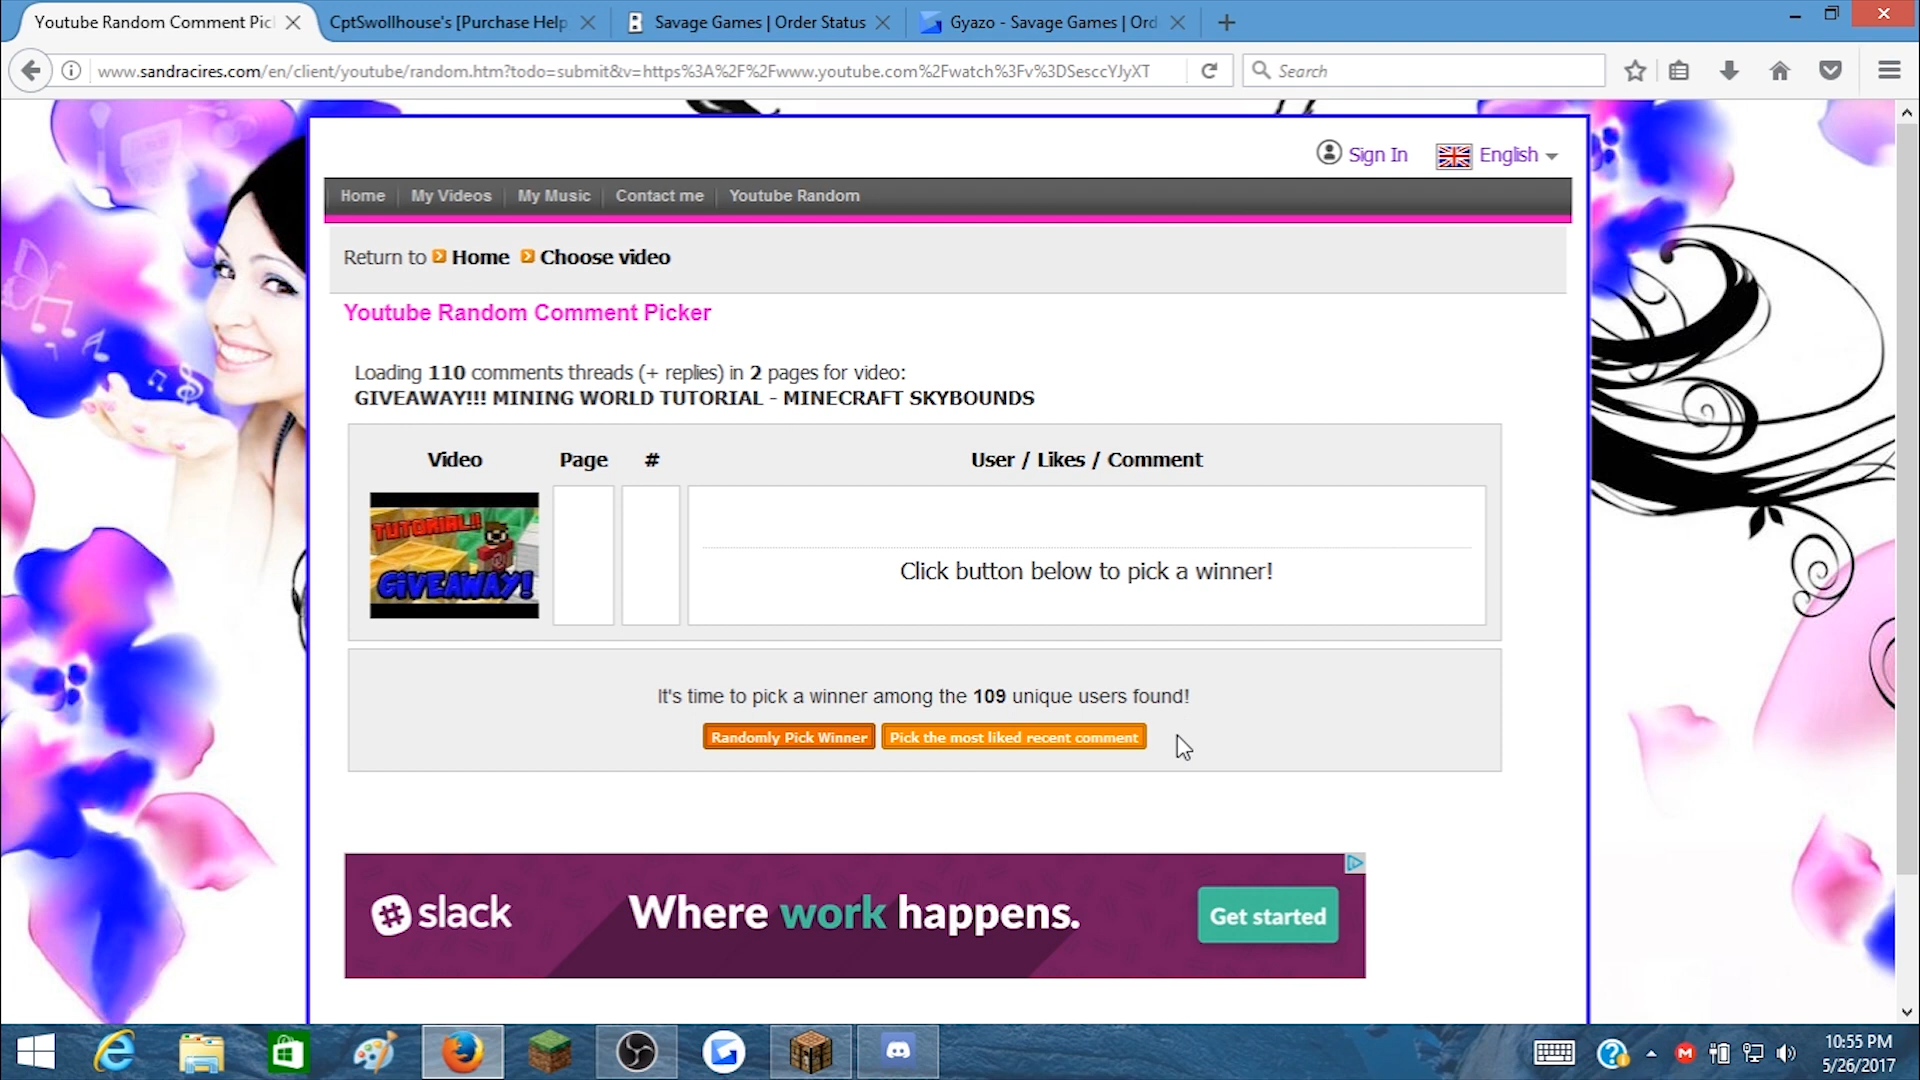 Youtube Random Comment Pic
CptSwollhouse's [Purchase Help
Savage Games | Order Status
Gyazo - Savage Games | Ord
www.sandracires.com/en/client/youtube/random.htm?todo=submit&v=https%3A%2F%2Fwww.youtube.com%2Fwatch%3Fv%3DSesccYJyXT
Search
Sign In
English
Home
My Videos
My Music
Contact me
Youtube Random
Return to Home Choose video
Youtube Random Comment Picker
Loading 110 comments threads (+ replies) in 2 pages for video:
GIVEAWAY!!! MINING WORLD TUTORIAL - MINECRAFT SKYBOUNDS
Video Page # User / Likes / Comment
TUTORIAL!!
GIVEAWAY!
Click button below to pick a winner!
It's time to pick a winner among the 109 unique users found!
Randomly Pick Winner
Pick the most liked recent comment
slack
Where work happens.
Get started
10:55 PM
5/26/2017